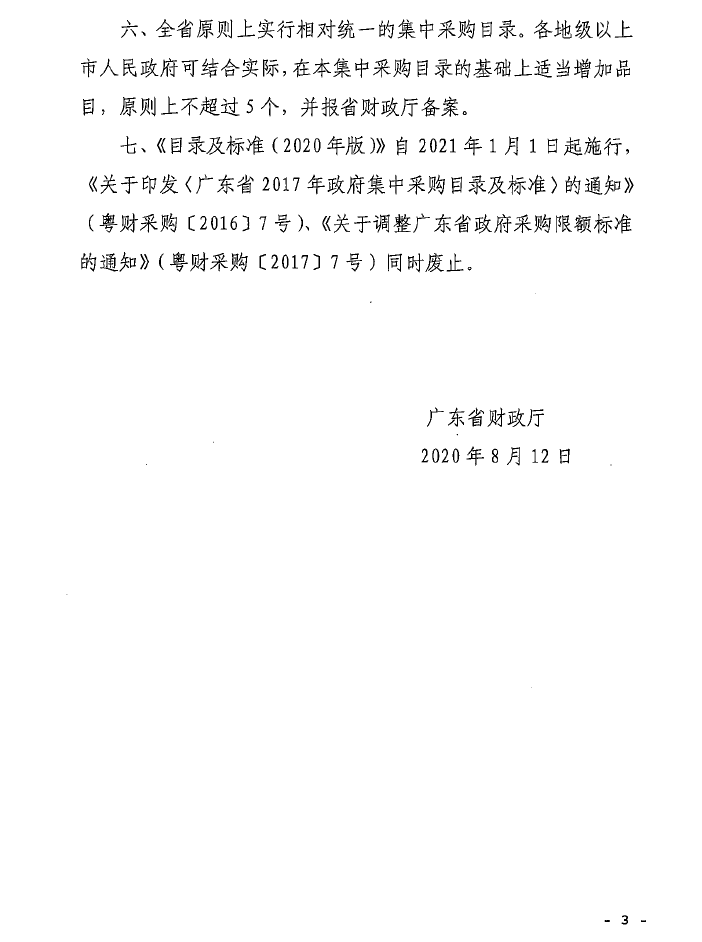 六、全省原则上实行相对统一的集中采购目录。各地级以上
市人民政府可结合实际,在本集中采购目录的基础上适当增加品
目，原则上不超过5个，并报省财政厅备案。
七、《目录及标准（2020年版）》自2021年1月1日起施行，
《关于印发〈广东省2017年政府集中采购目录及标准〉的通知》
（粤财采购〔2016〕7号）、《关于调整广东省政府采购限额标准
的通知》（粤财采购〔2017〕7号）同时废止。
广东省财政厅
2020年8月12日
- 3 -